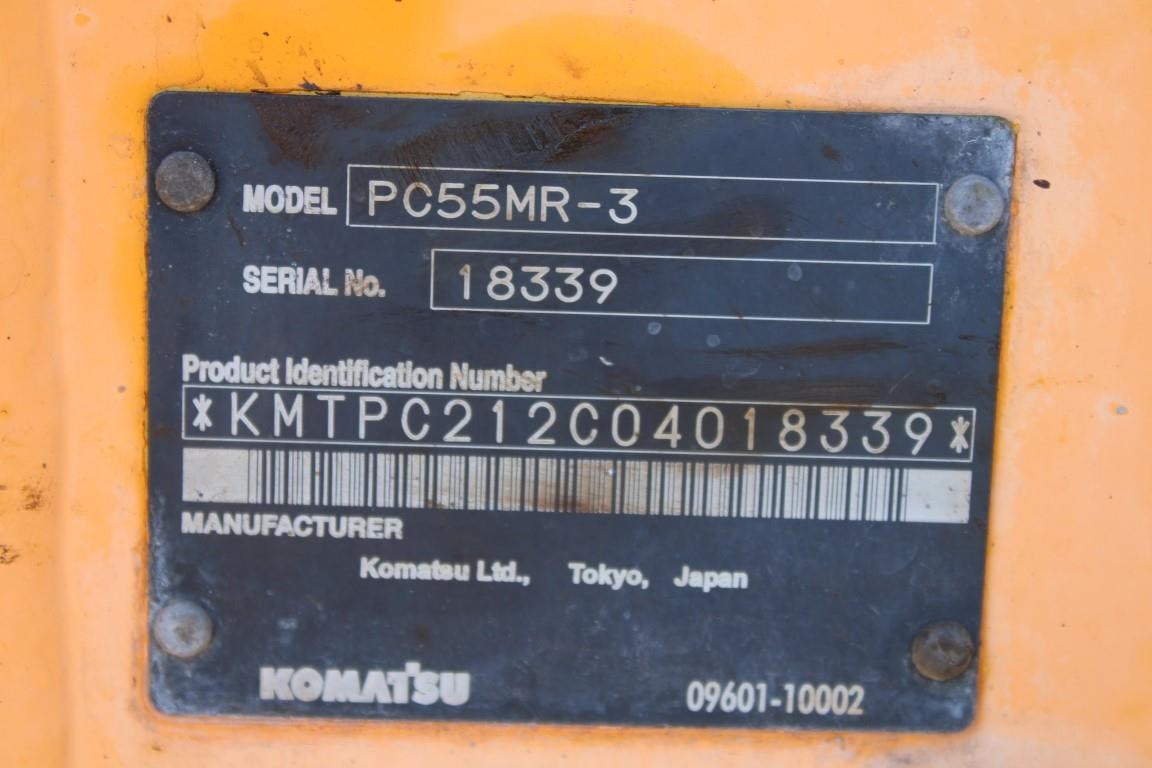 MODEL PC55MR-3
SERIAL No. 18339
Product Identification Number
*KMTPC212C04018339*
MANUFACTURER
Komatsu Ltd., Tokyo, Japan
KOMATSU 09601-10002